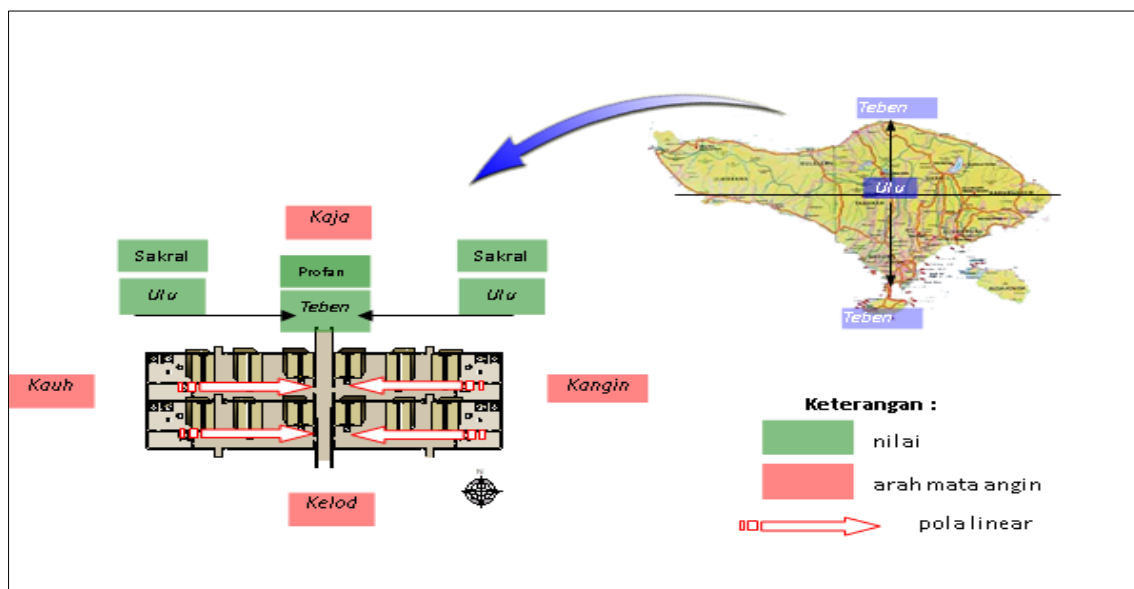 Teben
Ulu
Teben
Kaja
Sakral
Profan
Sakral
Ulu
Teben
Ulu
Kauh
Kangin
Kelod
N
Keterangan :
nilai
arah mata angin
pola linear